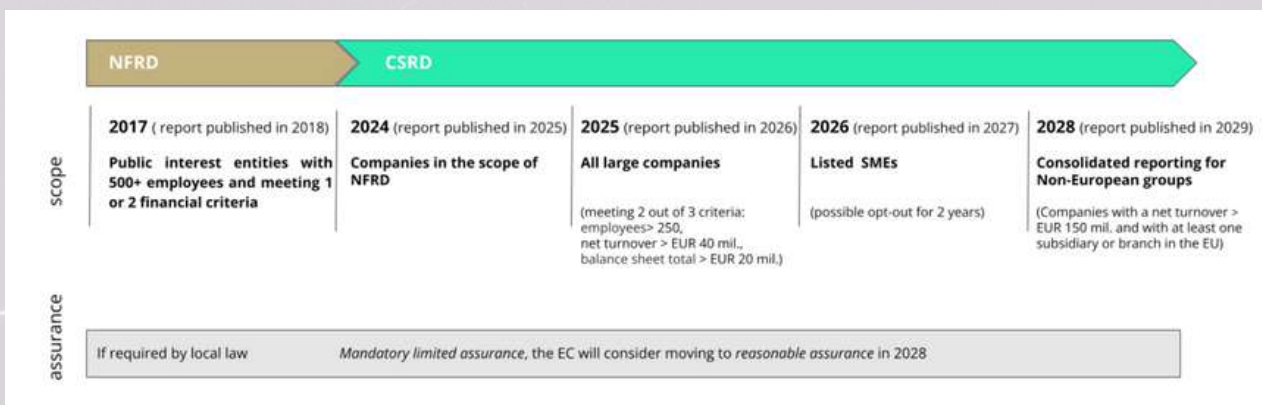 NFRD
CSRD
scope
2017 ( report published in 2018)
Public interest entities with
500+ employees and meeting 1
or 2 financial criteria
2024 (report published in 2025)
Companies in the scope of
NFRD
2025 (report published in 2026)
All large companies
(meeting 2 out of 3 criteria:
employees> 250,
net turnover > EUR 40 mil.,
balance sheet total > EUR 20 mil.)
2026 (report published in 2027)
Listed SMEs
(possible opt-out for 2 years)
2028 (report published in 2029)
Consolidated reporting for
Non-European groups
(Companies with a net turnover >
EUR 150 mil. and with at least one
subsidiary or branch in the EU)
assurance
If required by local law
Mandatory limited assurance, the EC will consider moving to reasonable assurance in 2028